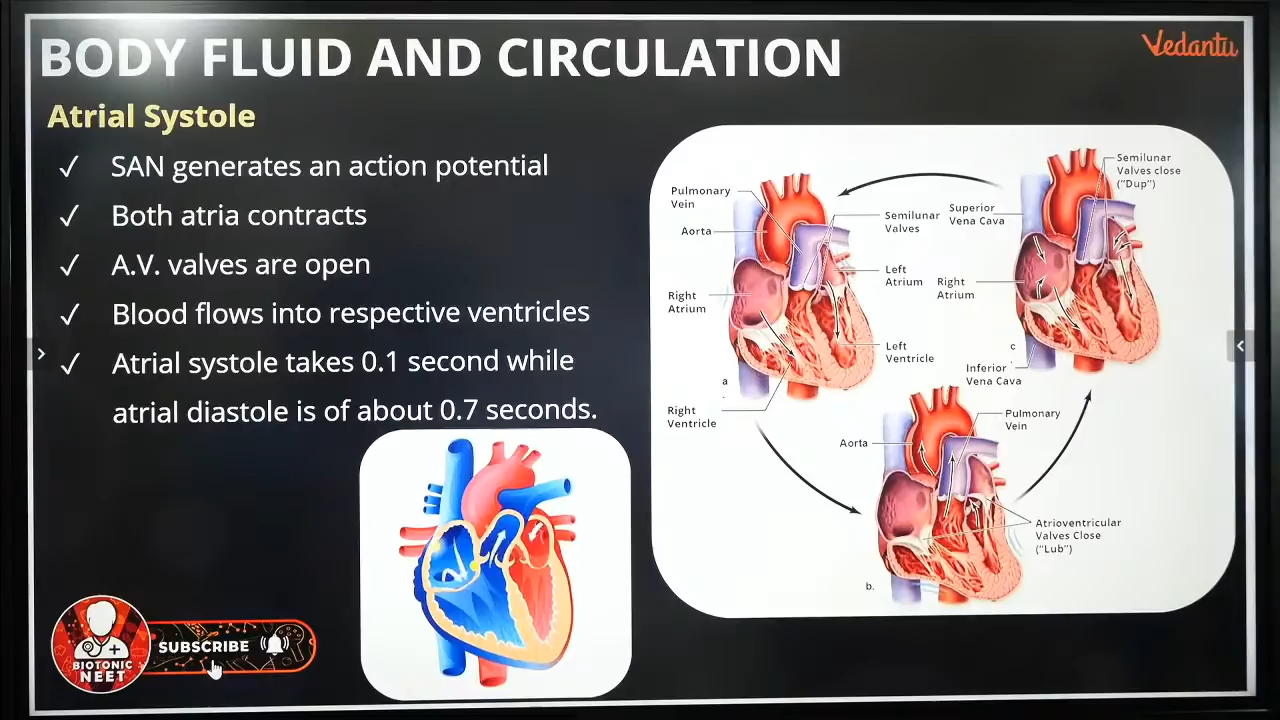 BODY FLUID AND CIRCULATION
Vedantu
Atrial Systole
✓ SAN generates an action potential
✓ Both atria contracts
✓ A.V. valves are open
✓ Blood flows into respective ventricles
✓ Atrial systole takes 0.1 second while
atrial diastole is of about 0.7 seconds.
Pulmonary
Vein
Aorta
Right
Atrium
Semilunar
Valves
Left
Atrium
Left
Ventricle
a
Right
Ventricle
Semilunar
Valves close
("Dup")
Superior
Vena Cava
Right
Atrium
c
Inferior
Vena Cava
Pulmonary
Vein
Aorta
Atrioventricular
Valves Close
("Lub")
b.
BIOTONIC
NEET
SUBSCRIBE